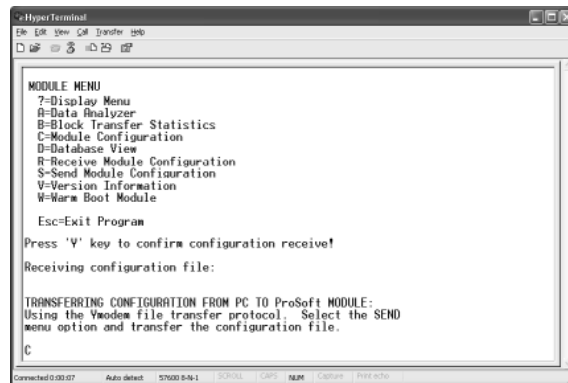 HyperTerminal
File Edit View Call Transfer Help
MODULE MENU
?=Display Menu
A=Data Analyzer
B=Block Transfer Statistics
C=Module Configuration
D=Database View
R=Receive Module Configuration
S=Send Module Configuration
V=Version Information
W=Warm Boot Module
Esc=Exit Program
Press 'Y' key to confirm configuration receive!
Receiving configuration file:
TRANSFERRING CONFIGURATION FROM PC TO ProSoft MODULE:
Using the Ymodem file transfer protocol. Select the SEND
menu option and transfer the configuration file.
C
Connected 0:00:07 Auto detect 57600 8-N-1 SCROLL CAPS NUM Capture Print echo